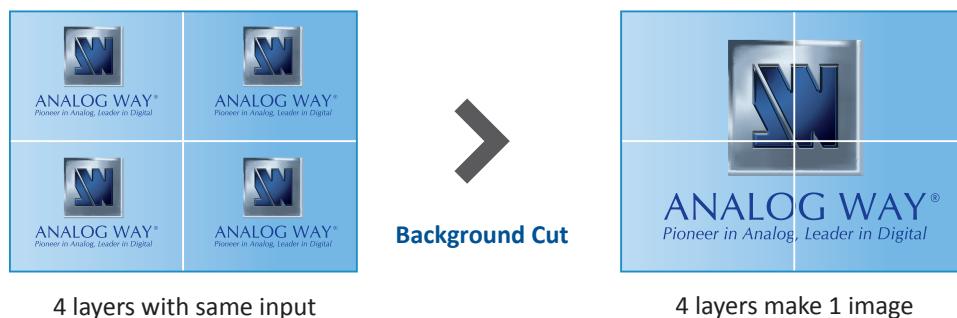 ANALOG WAY®
Pioneer in Analog, Leader in Digital
ANALOG WAY®
Pioneer in Analog, Leader in Digital
ANALOG WAY®
Pioneer in Analog, Leader in Digital
ANALOG WAY®
Pioneer in Analog, Leader in Digital
4 layers with same input
Background Cut
ANALOG WAY®
Pioneer in Analog, Leader in Digital
4 layers make 1 image